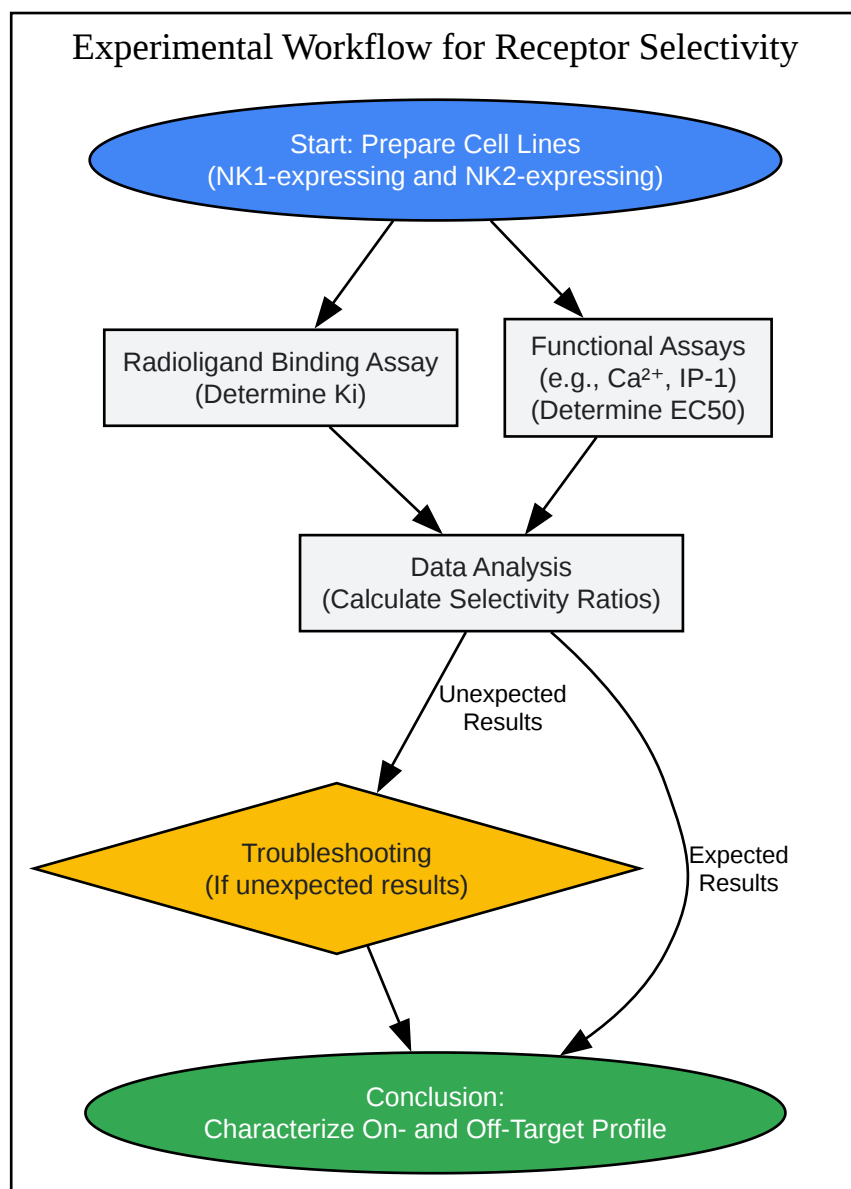 Experimental Workflow for Receptor Selectivity
Start: Prepare Cell Lines
(NK1-expressing and NK2-expressing)
Radioligand Binding Assay
(Determine Ki)
Functional Assays
(e.g., Ca²⁺, IP-1)
(Determine EC50)
Data Analysis
(Calculate Selectivity Ratios)
Unexpected
Results
Troubleshooting
(If unexpected results)
Expected
Results
Conclusion:
Characterize On- and Off-Target Profile